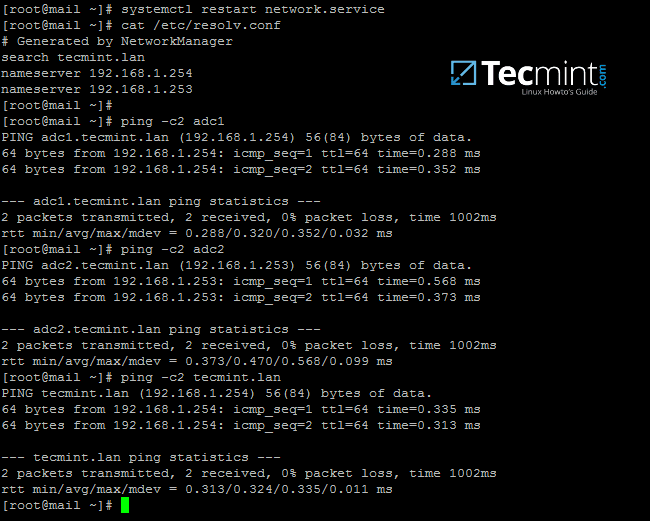 [root@mail ~]# systemctl restart network.service
[root@mail ~]# cat /etc/resolv.conf
# Generated by NetworkManager
search tecmint.lan
nameserver 192.168.1.254
nameserver 192.168.1.253
[root@mail ~]#
Tecmint.com
Linux Howto's Guide
[root@mail ~]# ping -c2 adc1
PING adc1.tecmint.lan (192.168.1.254) 56(84) bytes of data.
64 bytes from 192.168.1.254: icmp_seq=1 ttl=64 time=0.288 ms
64 bytes from 192.168.1.254: icmp_seq=2 ttl=64 time=0.352 ms

--- adc1.tecmint.lan ping statistics ---
2 packets transmitted, 2 received, 0% packet loss, time 1002ms
rtt min/avg/max/mdev = 0.288/0.320/0.352/0.032 ms
[root@mail ~]# ping -c2 adc2
PING adc2.tecmint.lan (192.168.1.253) 56(84) bytes of data.
64 bytes from 192.168.1.253: icmp_seq=1 ttl=64 time=0.568 ms
64 bytes from 192.168.1.253: icmp_seq=2 ttl=64 time=0.373 ms

--- adc2.tecmint.lan ping statistics ---
2 packets transmitted, 2 received, 0% packet loss, time 1002ms
rtt min/avg/max/mdev = 0.373/0.470/0.568/0.099 ms
[root@mail ~]# ping -c2 tecmint.lan
PING tecmint.lan (192.168.1.254) 56(84) bytes of data.
64 bytes from 192.168.1.254: icmp_seq=1 ttl=64 time=0.335 ms
64 bytes from 192.168.1.254: icmp_seq=2 ttl=64 time=0.313 ms

--- tecmint.lan ping statistics ---
2 packets transmitted, 2 received, 0% packet loss, time 1002ms
rtt min/avg/max/mdev = 0.313/0.324/0.335/0.011 ms
[root@mail ~]#